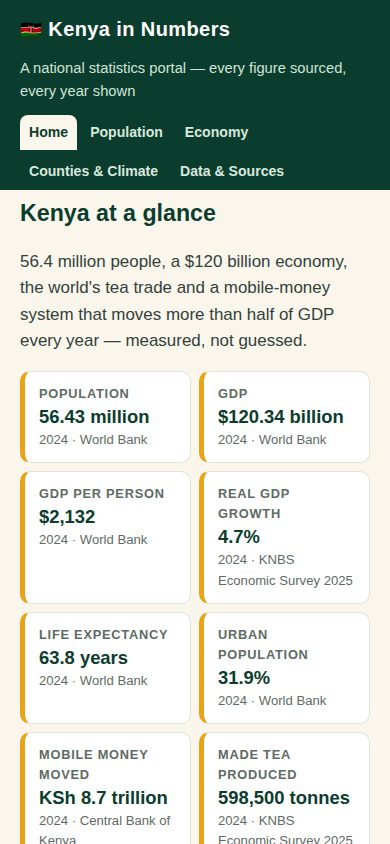 Kenya in Numbers
A national statistics portal — every figure sourced,
every year shown
Home Population Economy
Counties & Climate Data & Sources
Kenya at a glance
56.4 million people, a $120 billion economy,
the world's tea trade and a mobile-money
system that moves more than half of GDP
every year — measured, not guessed.
POPULATION
56.43 million
2024 · World Bank
GDP
$120.34 billion
2024 · World Bank
GDP PER PERSON
$2,132
2024 · World Bank
REAL GDP
GROWTH
4.7%
2024 · KNBS
Economic Survey 2025
LIFE EXPECTANCY
63.8 years
2024 · World Bank
URBAN
POPULATION
31.9%
2024 · World Bank
MOBILE MONEY
MOVED
KSh 8.7 trillion
2024 · Central Bank of
Kenya
MADE TEA
PRODUCED
598,500 tonnes
2024 · KNBS
Economic Survey 2025